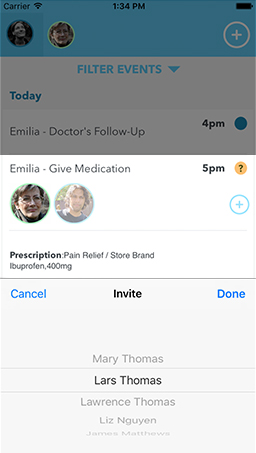 Carrier 1:34 PM
FILTER EVENTS
Today
Emilia - Doctor's Follow-Up 4pm
Emilia - Give Medication 5pm ?
Prescription:Pain Relief / Store Brand
Ibuprofen,400mg
Cancel Invite Done
Mary Thomas
Lars Thomas
Lawrence Thomas
Liz Nguyen
James Matthews